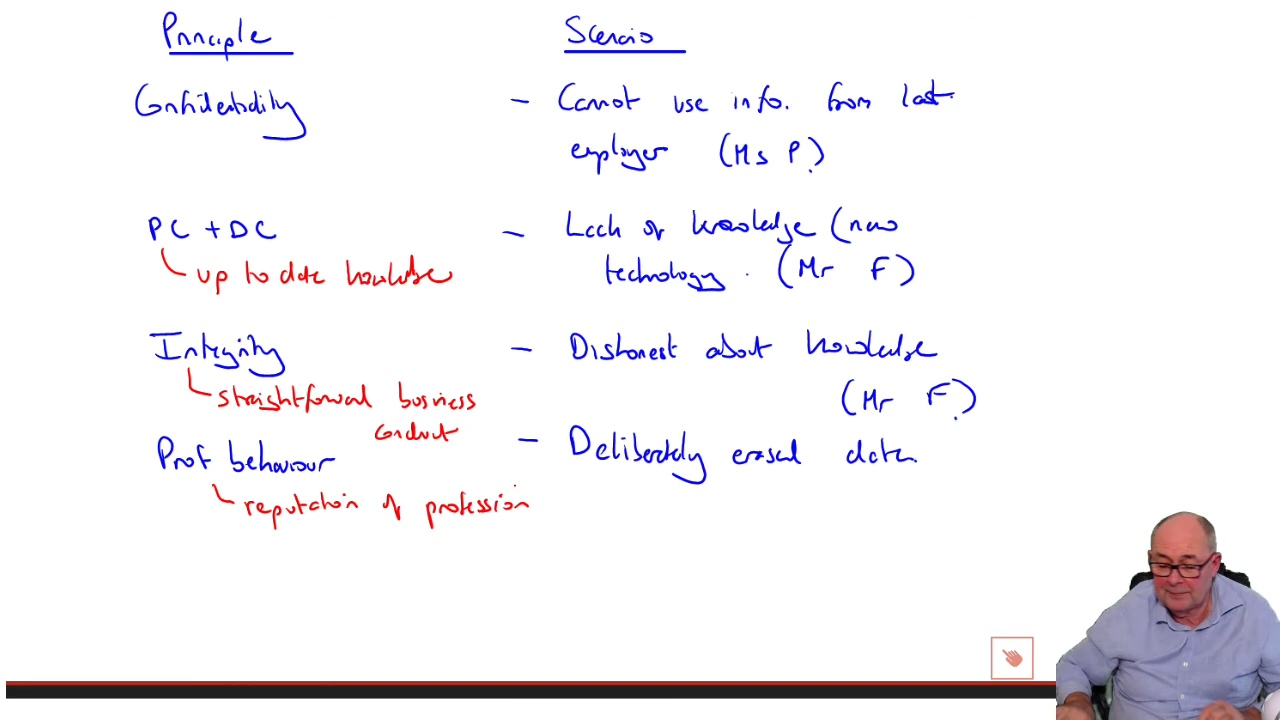 Principle Scenario
Confidentiality – Cannot use info. from last
employer (Ms P.)
PC + DC – Lack of knowledge (new
up to date knowledge technology. (Mr F)
Integrity – Dishonest about knowledge
straightforward business (Mr F.)
conduct
Prof behaviour – Deliberately erased data
reputation of profession